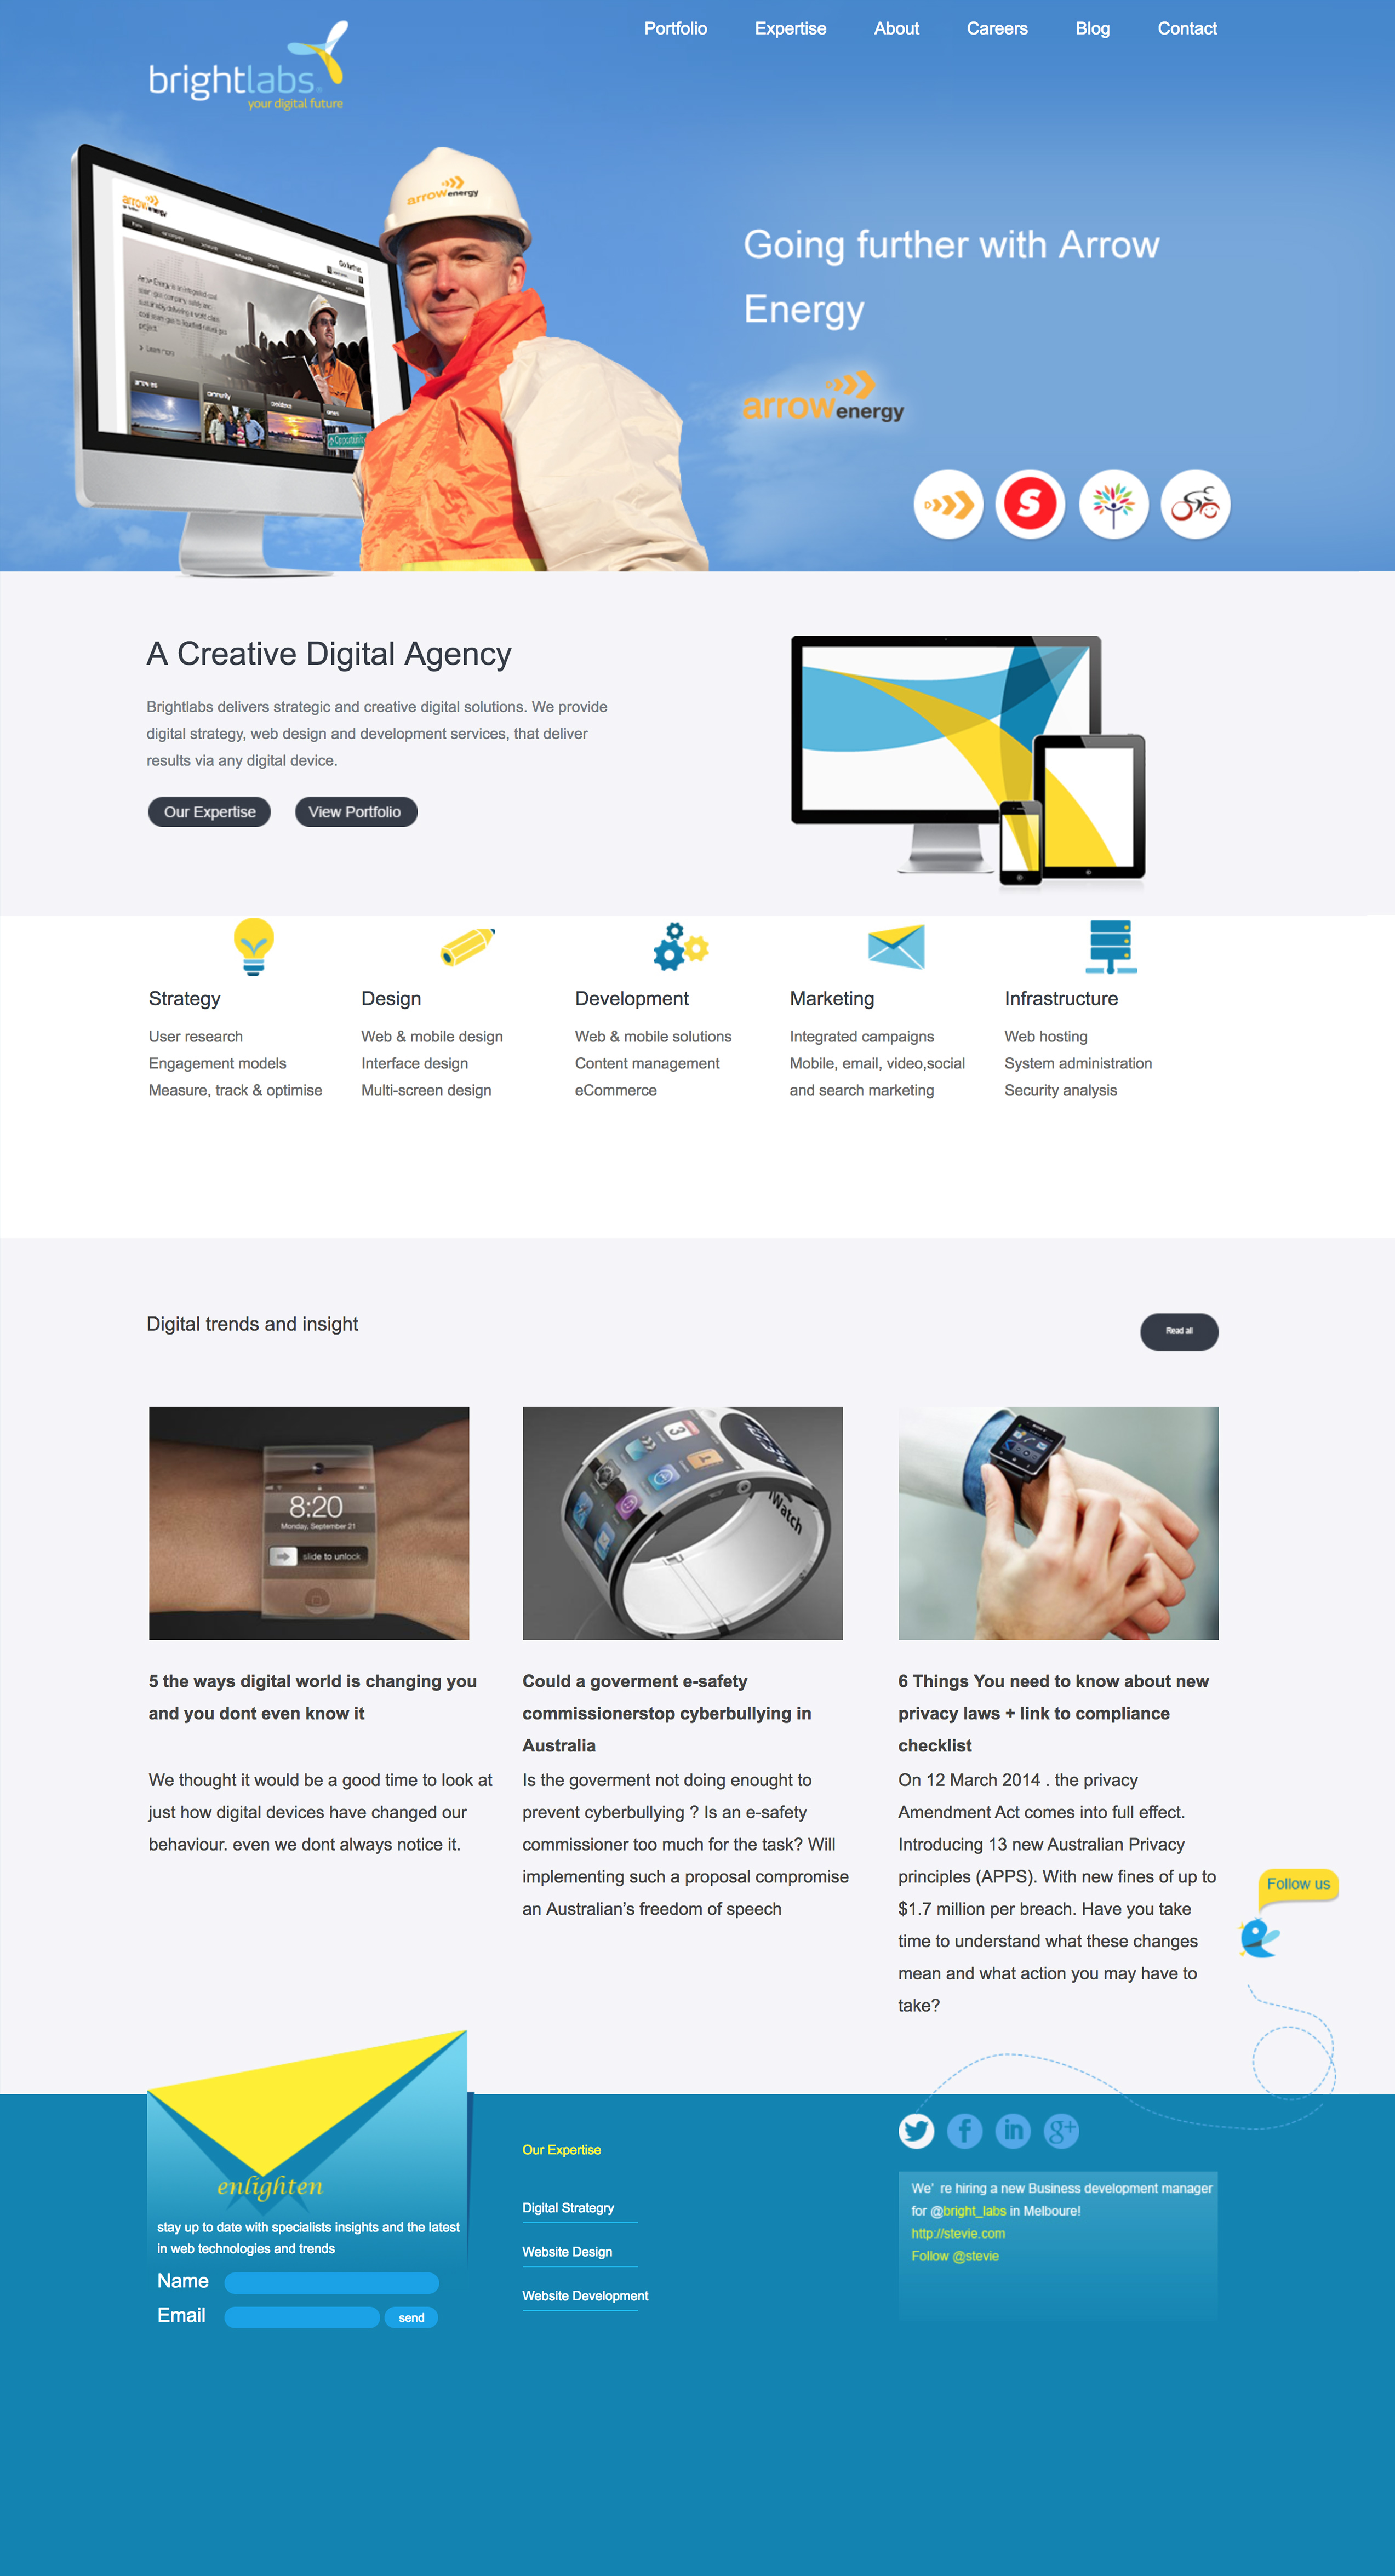 Portfolio Expertise About Careers Blog Contact
brightlabs
your digital future
arrow energy
arrow energy
Going further with Arrow
Energy
arrow energy
S
A Creative Digital Agency
Brightlabs delivers strategic and creative digital solutions. We provide
digital strategy, web design and development services, that deliver
results via any digital device.
Our Expertise View Portfolio
Strategy
User research
Engagement models
Measure, track & optimise
Design
Web & mobile design
Interface design
Multi-screen design
Development
Web & mobile solutions
Content management
eCommerce
Marketing
Integrated campaigns
Mobile, email, video,social
and search marketing
Infrastructure
Web hosting
System administration
Security analysis
Digital trends and insight
Read all
8:20
Monday, September 21
slide to unlock
3
iWatch
5 the ways digital world is changing you
and you dont even know it
We thought it would be a good time to look at
just how digital devices have changed our
behaviour. even we dont always notice it.
Could a goverment e-safety
commissionerstop cyberbullying in
Australia
Is the goverment not doing enought to
prevent cyberbullying ? Is an e-safety
commissioner too much for the task? Will
implementing such a proposal compromise
an Australian’s freedom of speech
6 Things You need to know about new
privacy laws + link to compliance
checklist
On 12 March 2014 . the privacy
Amendment Act comes into full effect.
Introducing 13 new Australian Privacy
principles (APPS). With new fines of up to
$1.7 million per breach. Have you take
time to understand what these changes
mean and what action you may have to
take?
Follow us
enlighten
stay up to date with specialists insights and the latest
in web technologies and trends
Name
Email
send
Our Expertise
Digital Strategry
Website Design
Website Development
f in g+
We’ re hiring a new Business development manager
for @bright_labs in Melboure!
http://stevie.com
Follow @stevie